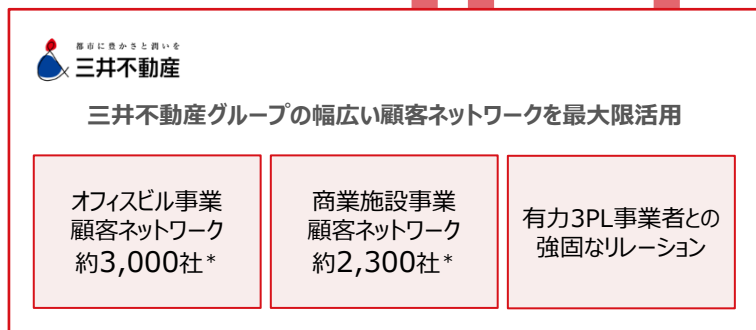 都市に豊かさと潤いを
三井不動産
三井不動産グループの幅広い顧客ネットワークを最大限活用
オフィスビル事業
顧客ネットワーク
約3,000社*
商業施設事業
顧客ネットワーク
約2,300社*
有力3PL事業者との
強固なリレーション